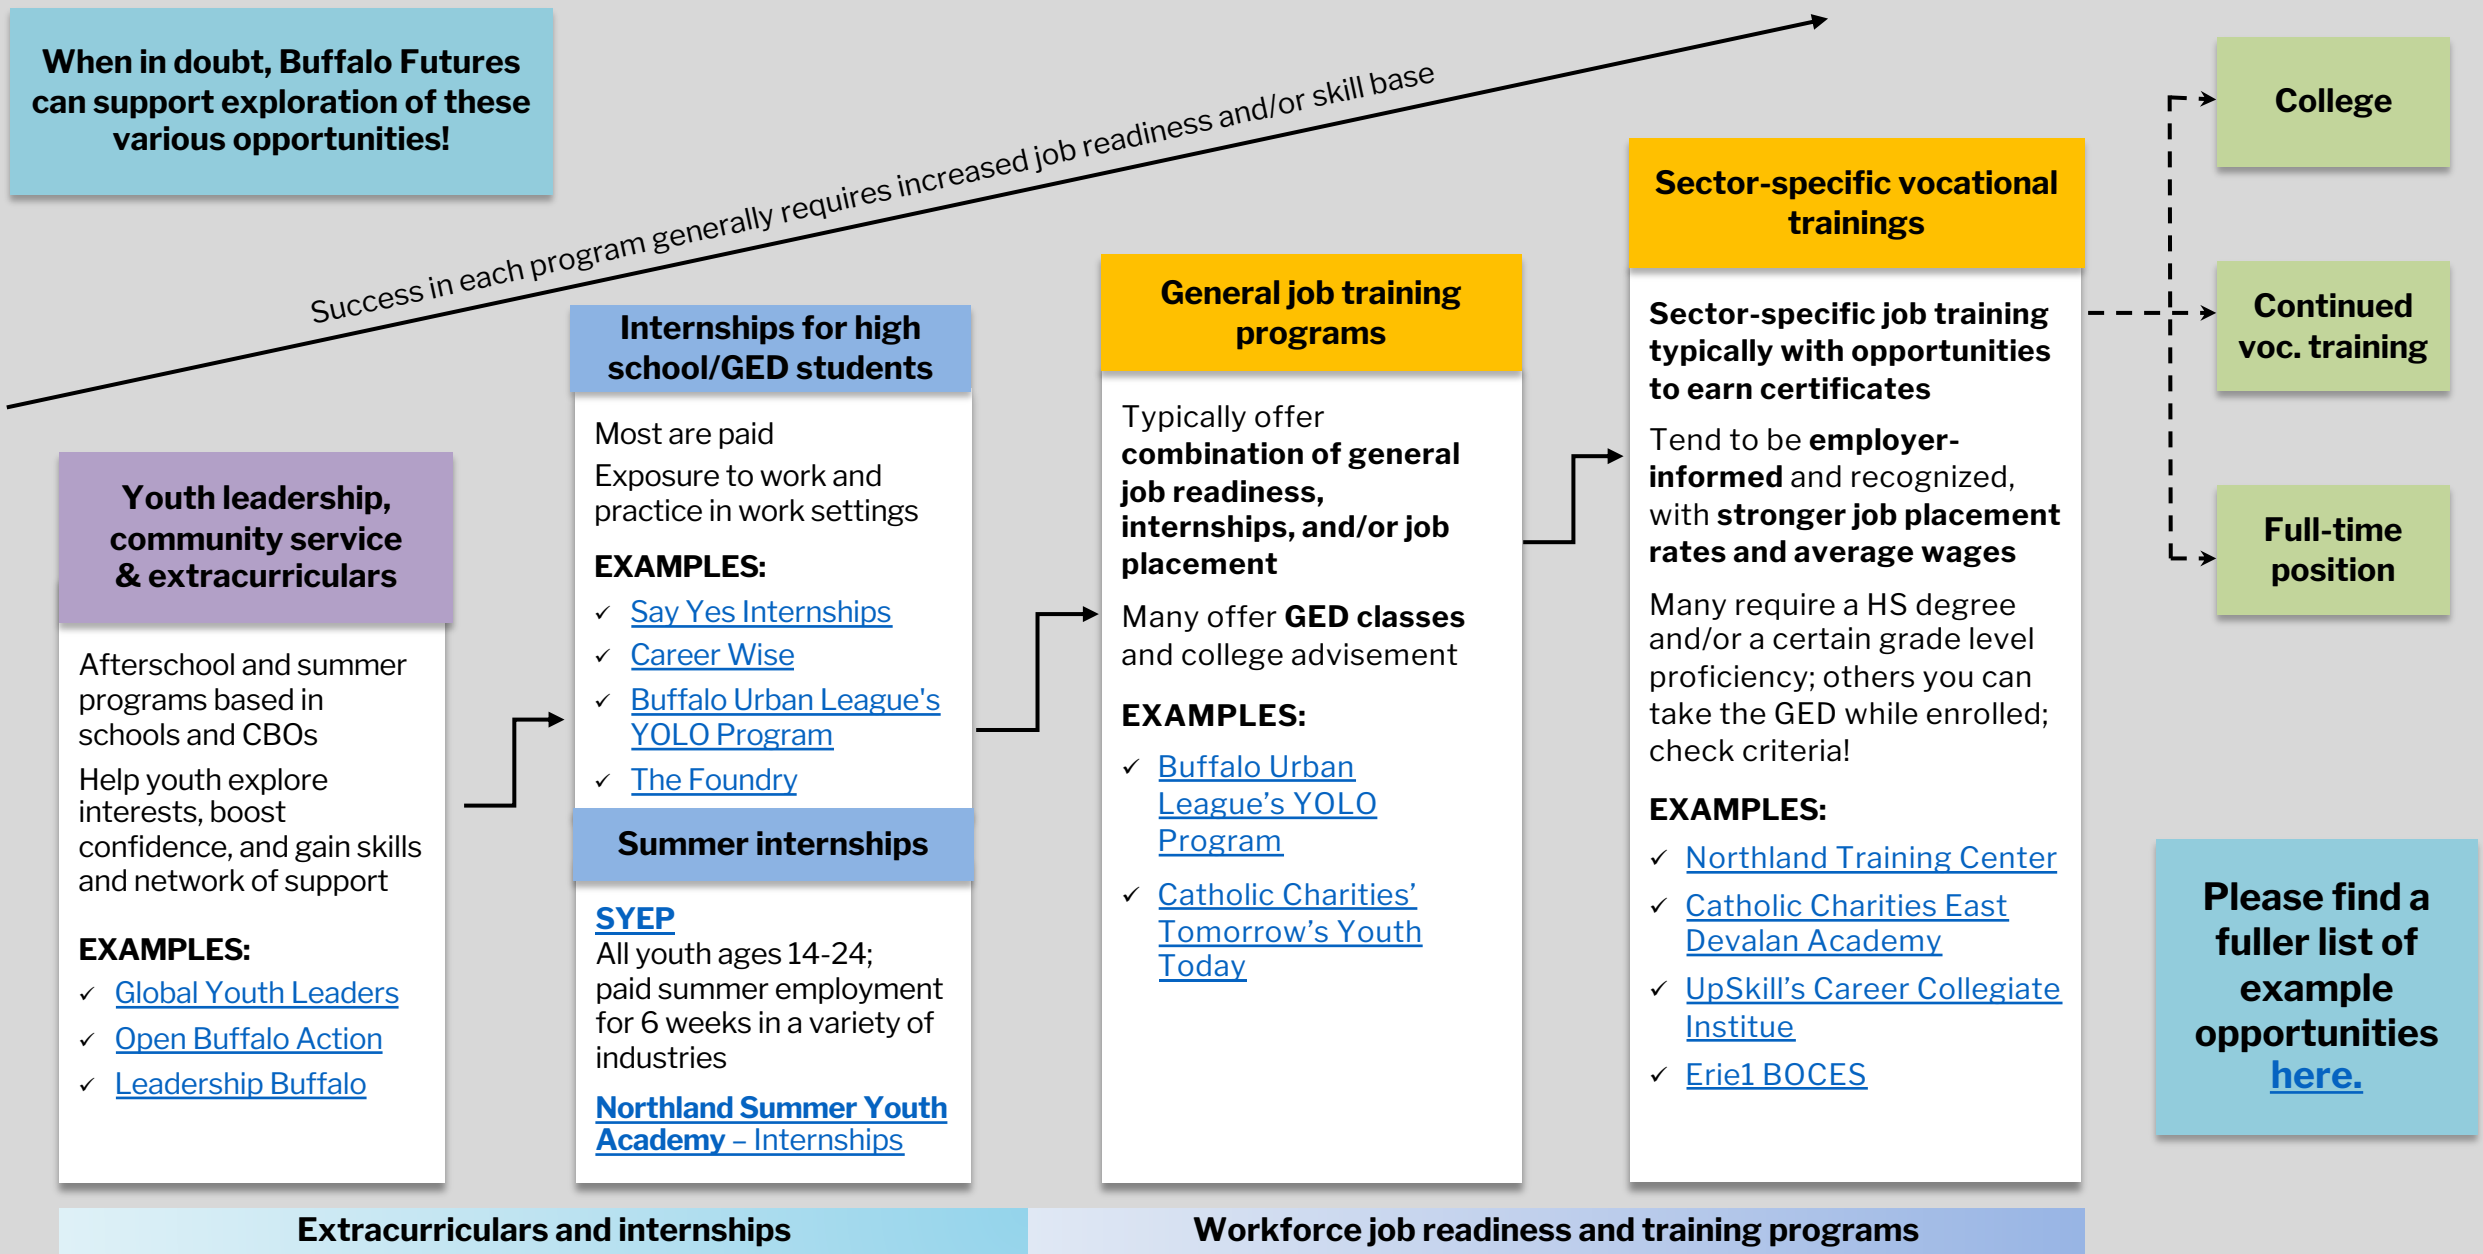 When in doubt, Buffalo Futures
can support exploration of these
various opportunities!
Success in each program generally requires increased job readiness and/or skill base
Youth leadership,
community service
& extracurriculars
Afterschool and summer
programs based in
schools and CBOs
Help youth explore
interests, boost
confidence, and gain skills
and network of support
EXAMPLES:
✓ Global Youth Leaders
✓ Open Buffalo Action
✓ Leadership Buffalo
Internships for high
school/GED students
Most are paid
Exposure to work and
practice in work settings
EXAMPLES:
✓ Say Yes Internships
✓ Career Wise
✓ Buffalo Urban League's
YOLO Program
✓ The Foundry
Summer internships
SYEP
All youth ages 14-24;
paid summer employment
for 6 weeks in a variety of
industries
Northland Summer Youth
Academy – Internships
General job training
programs
Typically offer
combination of general
job readiness,
internships, and/or job
placement
Many offer GED classes
and college advisement
EXAMPLES:
✓ Buffalo Urban
League’s YOLO
Program
✓ Catholic Charities’
Tomorrow’s Youth
Today
Sector-specific vocational
trainings
Sector-specific job training
typically with opportunities
to earn certificates
Tend to be employer-
informed and recognized,
with stronger job placement
rates and average wages
Many require a HS degree
and/or a certain grade level
proficiency; others you can
take the GED while enrolled;
check criteria!
EXAMPLES:
✓ Northland Training Center
✓ Catholic Charities East
Devalan Academy
✓ UpSkill’s Career Collegiate
Institue
✓ Erie1 BOCES
College
Continued
voc. training
Full-time
position
Please find a
fuller list of
example
opportunities
here.
Extracurriculars and internships
Workforce job readiness and training programs